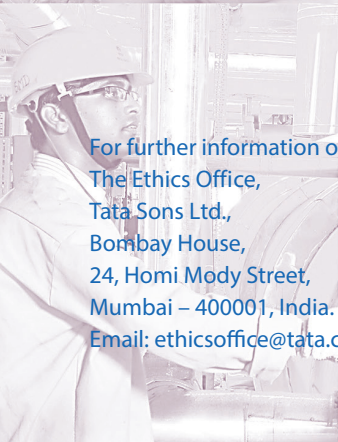 For further information o
The Ethics Office,
Tata Sons Ltd.,
Bombay House,
24, Homi Mody Street,
Mumbai – 400001, India.
Email: ethicsoffice@tata.c